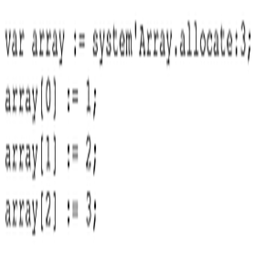 var array := system'Array.allocate:3;
array[0] := 1;
array[1] := 2;
array[2] := 3;